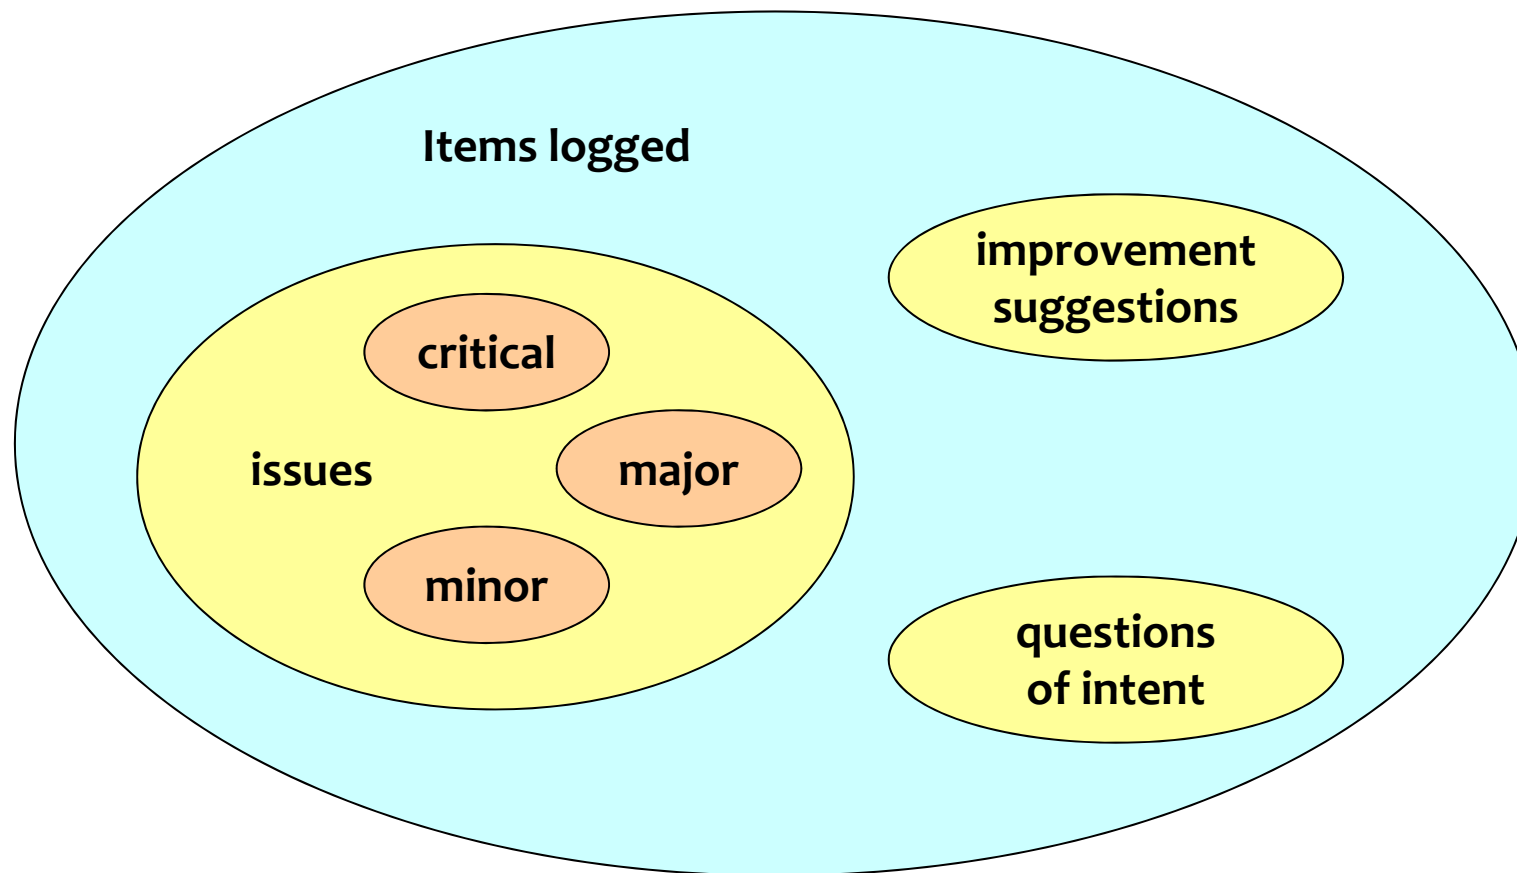 Items logged
improvement
suggestions
critical
issues
major
minor
questions
of intent